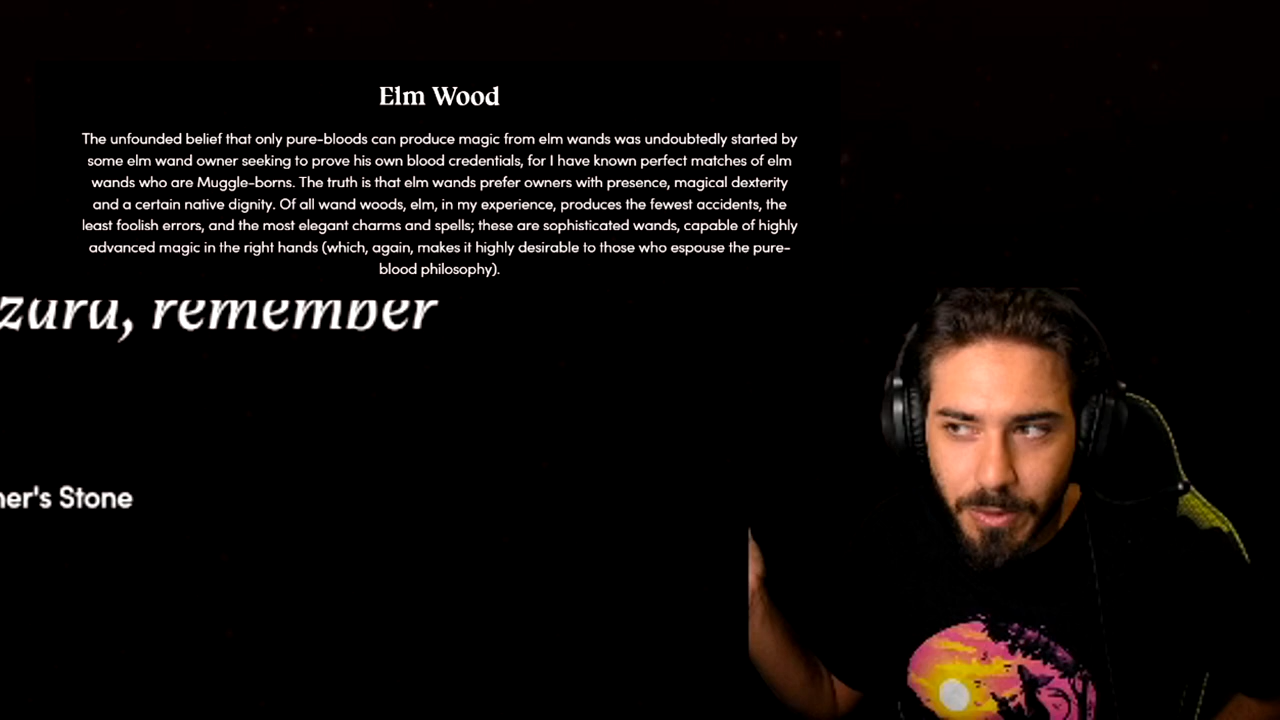 Elm Wood
The unfounded belief that only pure-bloods can produce magic from elm wands was undoubtedly started by
some elm wand owner seeking to prove his own blood credentials, for I have known perfect matches of elm
wands who are Muggle-borns. The truth is that elm wands prefer owners with presence, magical dexterity
and a certain native dignity. Of all wand woods, elm, in my experience, produces the fewest accidents, the
least foolish errors, and the most elegant charms and spells; these are sophisticated wands, capable of highly
advanced magic in the right hands (which, again, makes it highly desirable to those who espouse the pure-
blood philosophy).
remember
Stone